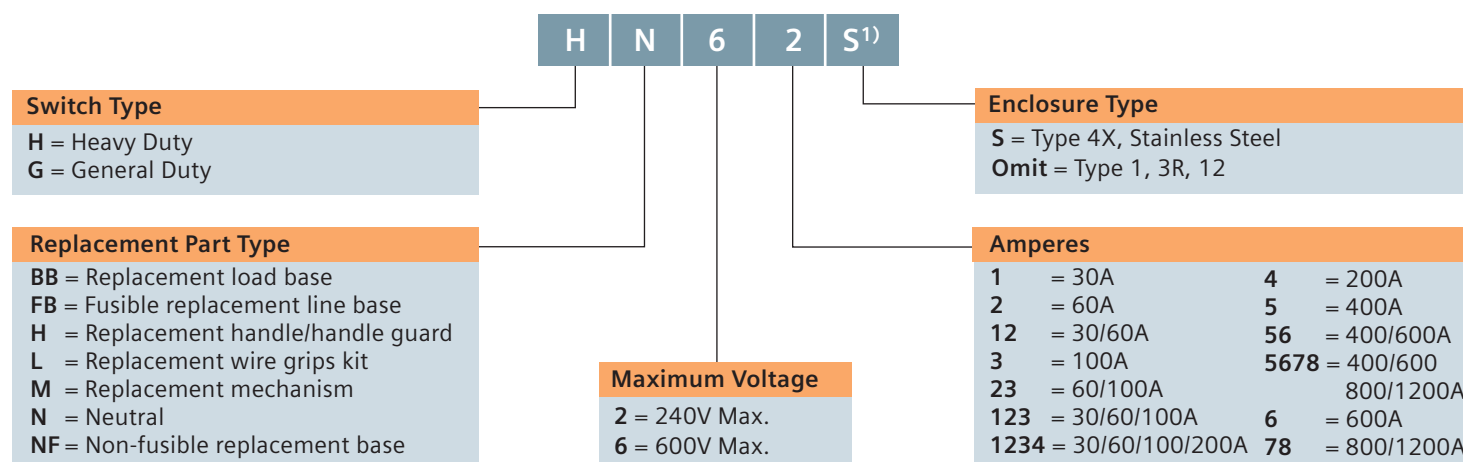 H N 6 2 S1)
Switch Type
H = Heavy Duty
G = General Duty
Enclosure Type
S = Type 4X, Stainless Steel
Omit = Type 1, 3R, 12
Replacement Part Type
BB = Replacement load base
FB = Fusible replacement line base
H = Replacement handle/handle guard
L = Replacement wire grips kit
M = Replacement mechanism
N = Neutral
NF = Non-fusible replacement base
Maximum Voltage
2 = 240V Max.
6 = 600V Max.
Amperes
1 = 30A
2 = 60A
12 = 30/60A
3 = 100A
23 = 60/100A
123 = 30/60/100A
1234 = 30/60/100/200A
4 = 200A
5 = 400A
56 = 400/600A
5678 = 400/600
800/1200A
6 = 600A
78 = 800/1200A